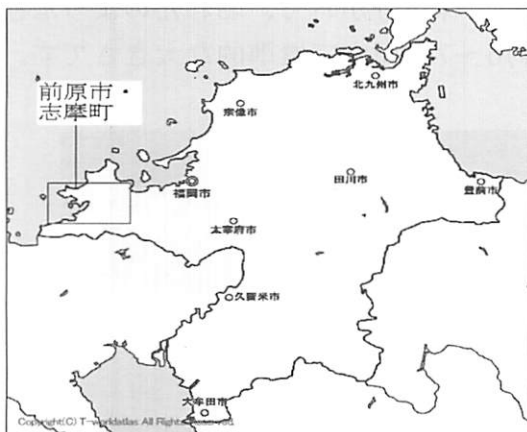 前原市・
志摩町
北九州市
宗像市
福岡市
田川市
豊前市
太宰府市
久留米市
大牟田市
Copyright(C) T-worldatlas All Rights Reserved